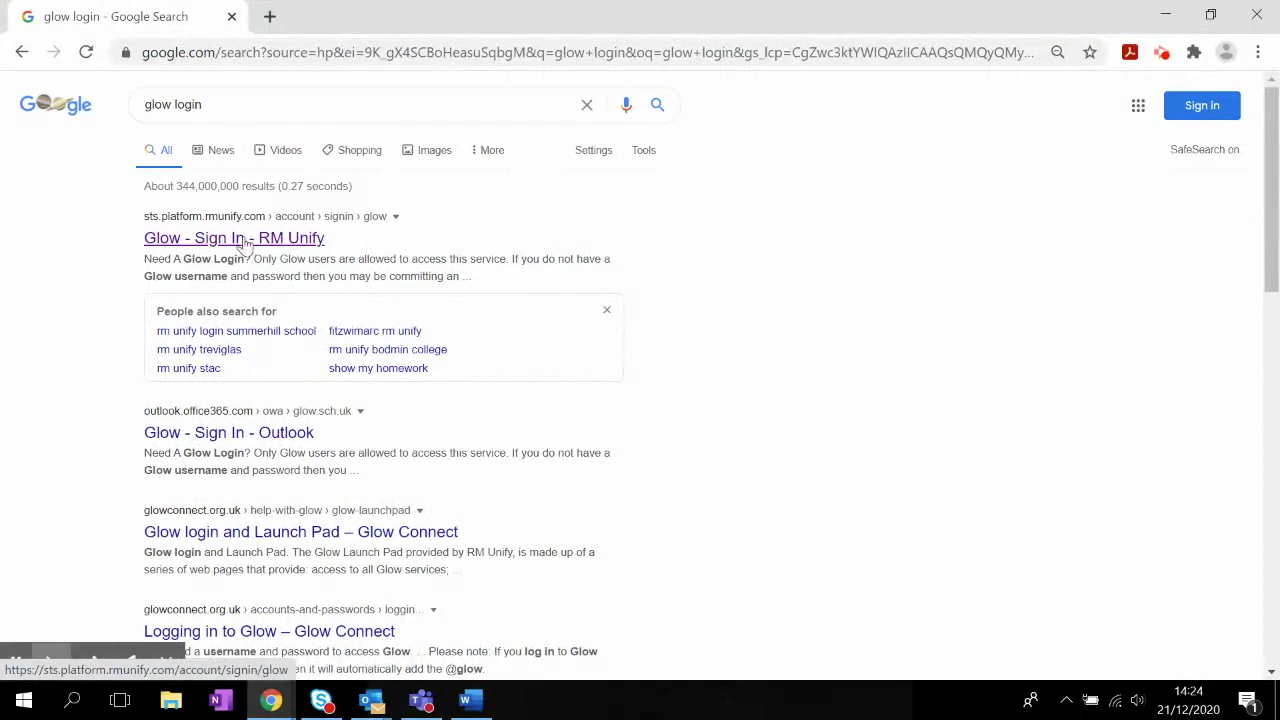 glow login - Google Search
google.com/search?source=hp&ei=9K_gX4SCBoHeasuSqbgM&q=glow+login&oq=glow+login&gs_lcp=CgZwc3ktYWIQAzIICAAQsQMQyQMy...
Google
glow login
Sign in
All
News
Videos
Shopping
Images
More
Settings
Tools
SafeSearch on
About 344,000,000 results (0.27 seconds)
sts.platform.rmunify.com › account › signin › glow
Glow - Sign In - RM Unify
Need A Glow Login? Only Glow users are allowed to access this service. If you do not have a
Glow username and password then you may be committing an ...
People also search for
rm unify login summerhill school
fitzwimarc rm unify
rm unify treviglas
rm unify bodmin college
rm unify stac
show my homework
outlook.office365.com › owa › glow.sch.uk
Glow - Sign In - Outlook
Need A Glow Login? Only Glow users are allowed to access this service. If you do not have a
Glow username and password then you ...
glowconnect.org.uk › help-with-glow › glow-launchpad
Glow login and Launch Pad – Glow Connect
Glow login and Launch Pad. The Glow Launch Pad provided by RM Unify, is made up of a
series of web pages that provide: access to all Glow services; ...
glowconnect.org.uk › accounts-and-passwords › loggin...
Logging in to Glow – Glow Connect
d a username and password to access Glow. ... Please note: If you log in to Glow
en it will automatically add the @glow.
https://sts.platform.rmunify.com/account/signin/glow
14:24
21/12/2020
1